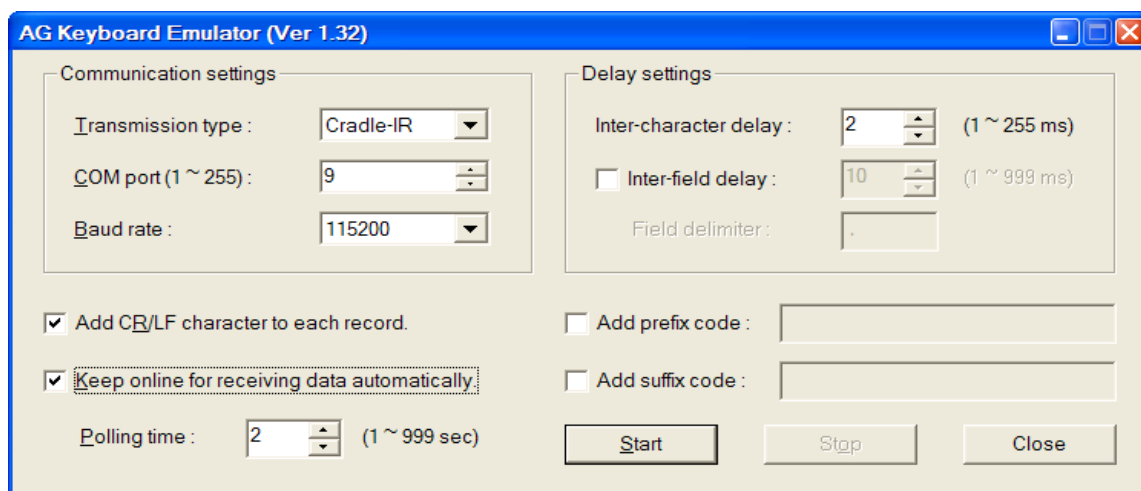 AG Keyboard Emulator (Ver 1.32)
Communication settings
Transmission type : Cradle-IR
COM port (1 ~ 255) : 9
Baud rate : 115200
Delay settings
Inter-character delay : 2 (1 ~ 255 ms)
Inter-field delay : 10 (1 ~ 999 ms)
Field delimiter : .
Add CR/LF character to each record.
Keep online for receiving data automatically.
Polling time : 2 (1 ~ 999 sec)
Add prefix code :
Add suffix code :
Start Stop Close